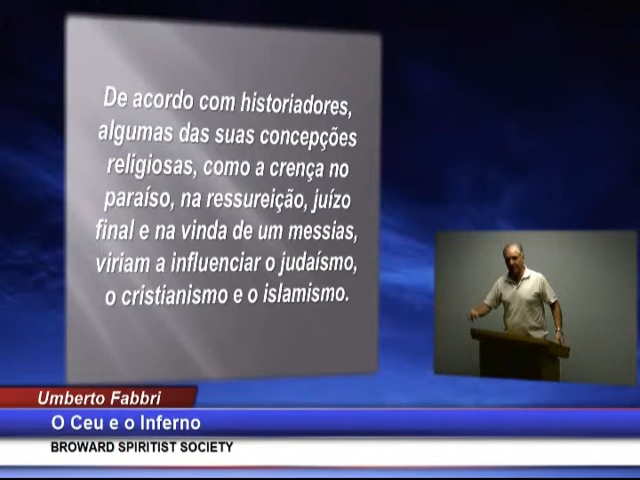 De acordo com historiadores,
algumas das suas concepções
religiosas, como a crença no
paraíso, na ressureição, juízo
final e na vinda de um messias,
viriam a influenciar o judaísmo,
o cristianismo e o islamismo.
Umberto Fabbri
O Ceu e o Inferno
BROWARD SPIRITIST SOCIETY